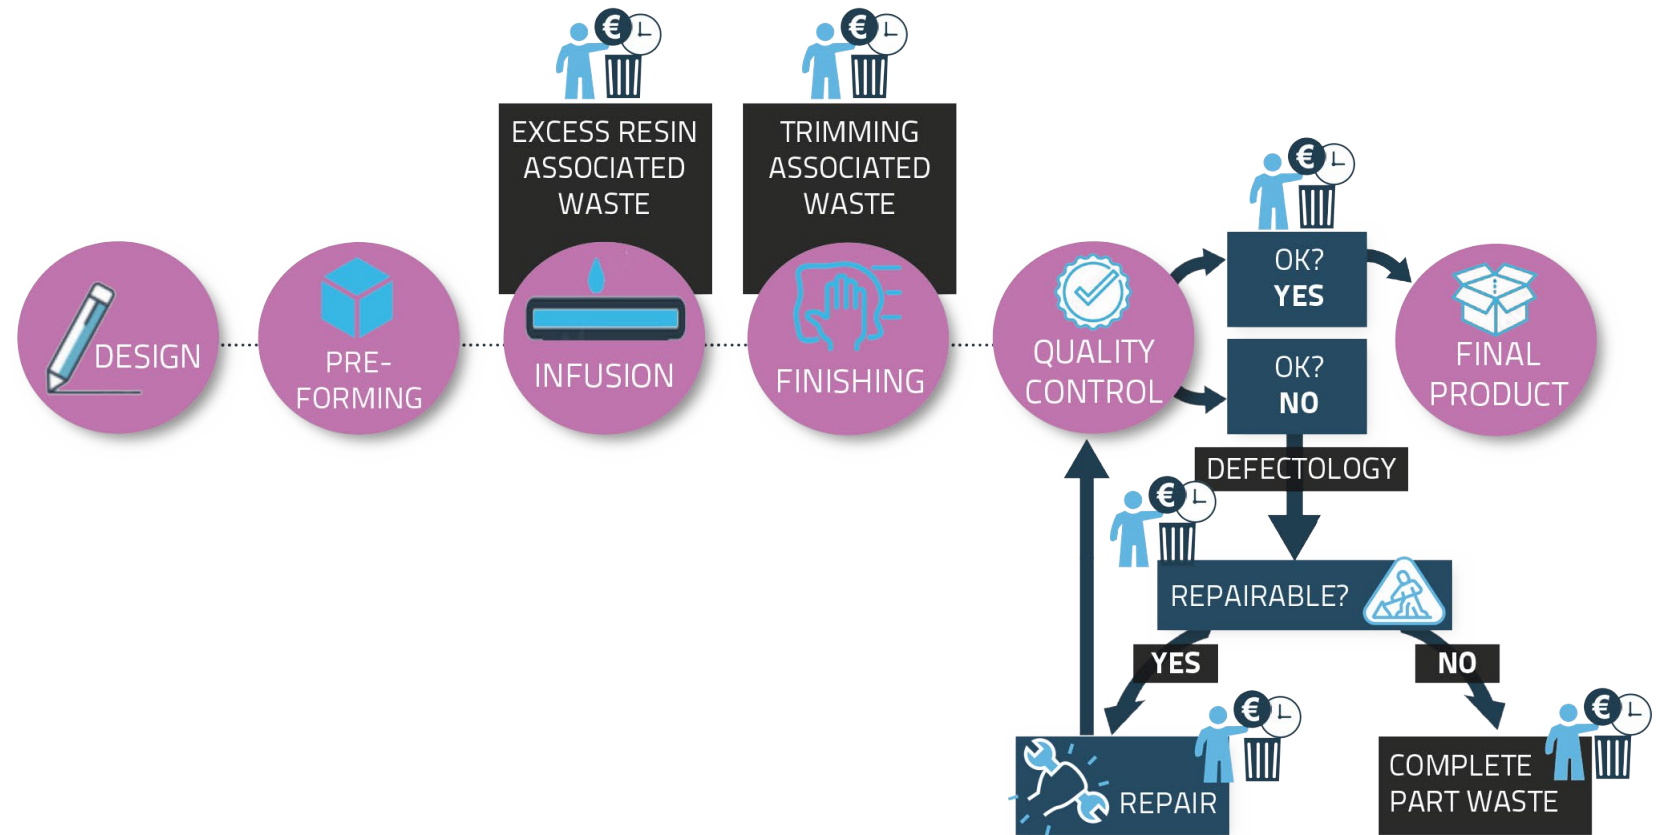 EXCESS RESIN
ASSOCIATED
WASTE
TRIMMING
ASSOCIATED
WASTE
DESIGN
PRE-
FORMING
INFUSION
FINISHING
QUALITY
CONTROL
OK?
YES
OK?
NO
FINAL
PRODUCT
DEFECTOLOGY
REPAIRABLE?
YES
NO
REPAIR
COMPLETE
PART WASTE
€
€
€
€
€
€